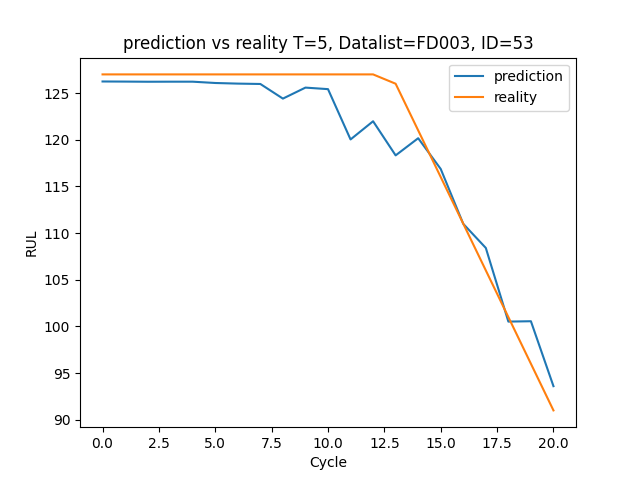 prediction vs reality T=5, Datalist=FD003, ID=53
prediction
reality
125
120
115
110
105
100
95
90
RUL
0.0 2.5 5.0 7.5 10.0 12.5 15.0 17.5 20.0
Cycle